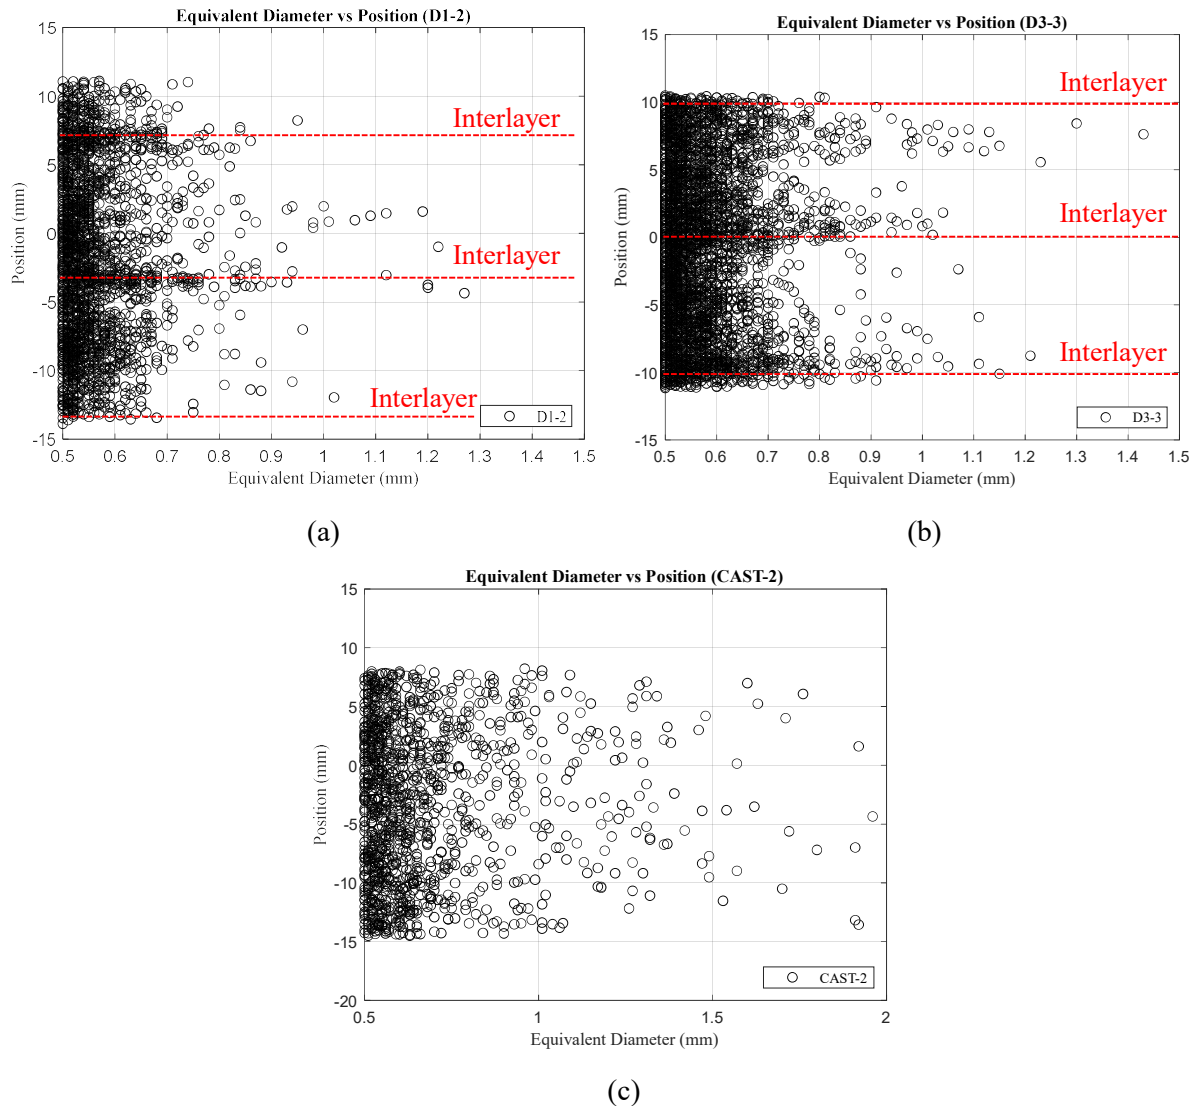 Equivalent Diameter vs Position (D1-2)
15
10
5
0
-5
-10
-15
Position (mm)
Interlayer
Interlayer
Interlayer
D1-2
0.5 0.6 0.7 0.8 0.9 1 1.1 1.2 1.3 1.4 1.5
Equivalent Diameter (mm)
(a)
Equivalent Diameter vs Position (D3-3)
15
10
5
0
-5
-10
-15
Position (mm)
Interlayer
Interlayer
Interlayer
D3-3
0.5 0.6 0.7 0.8 0.9 1 1.1 1.2 1.3 1.4 1.5
Equivalent Diameter (mm)
(b)
Equivalent Diameter vs Position (CAST-2)
15
10
5
0
-5
-10
-15
-20
Position (mm)
CAST-2
0.5 1 1.5 2
Equivalent Diameter (mm)
(c)